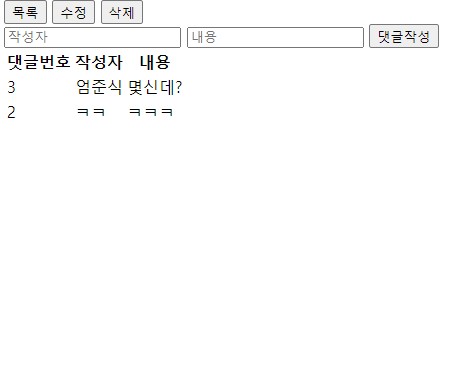 목록 수정 삭제
작성자 내용 댓글작성
댓글번호 작성자 내용
3 엄준식 몇신데?
2 ㅋㅋ ㅋㅋㅋ